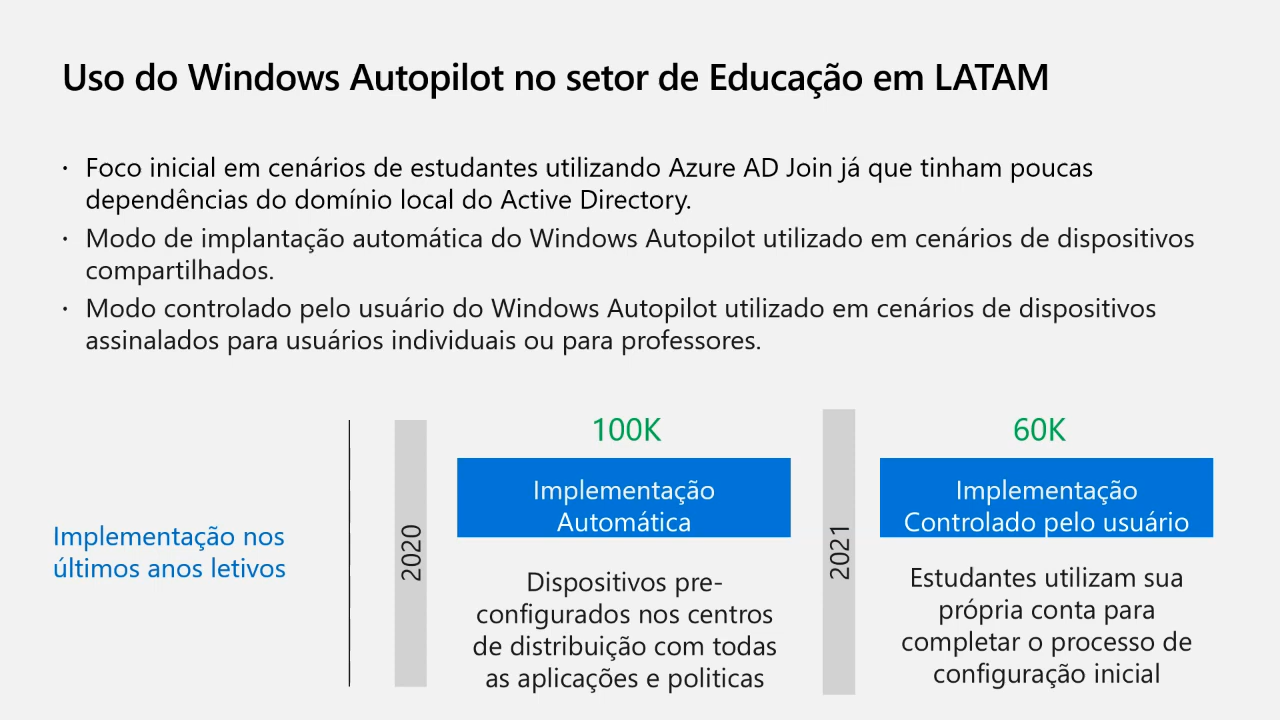 Uso do Windows Autopilot no setor de Educação em LATAM
· Foco inicial em cenários de estudantes utilizando Azure AD Join já que tinham poucas
dependências do domínio local do Active Directory.
· Modo de implantação automática do Windows Autopilot utilizado em cenários de dispositivos
compartilhados.
· Modo controlado pelo usuário do Windows Autopilot utilizado em cenários de dispositivos
assinalados para usuários individuais ou para professores.
Implementação nos
últimos anos letivos
2020
100K
Implementação
Automática
Dispositivos pre-
configurados nos centros
de distribuição com todas
as aplicações e politicas
2021
60K
Implementação
Controlado pelo usuário
Estudantes utilizam sua
própria conta para
completar o processo de
configuração inicial